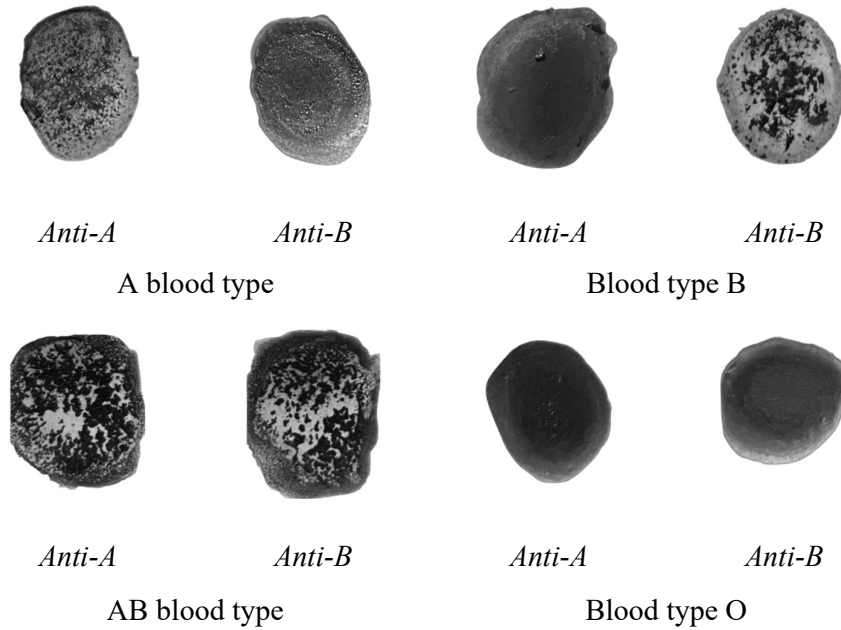 Anti-A Anti-B Anti-A Anti-B
A blood type Blood type B
Anti-A Anti-B Anti-A Anti-B
AB blood type Blood type O